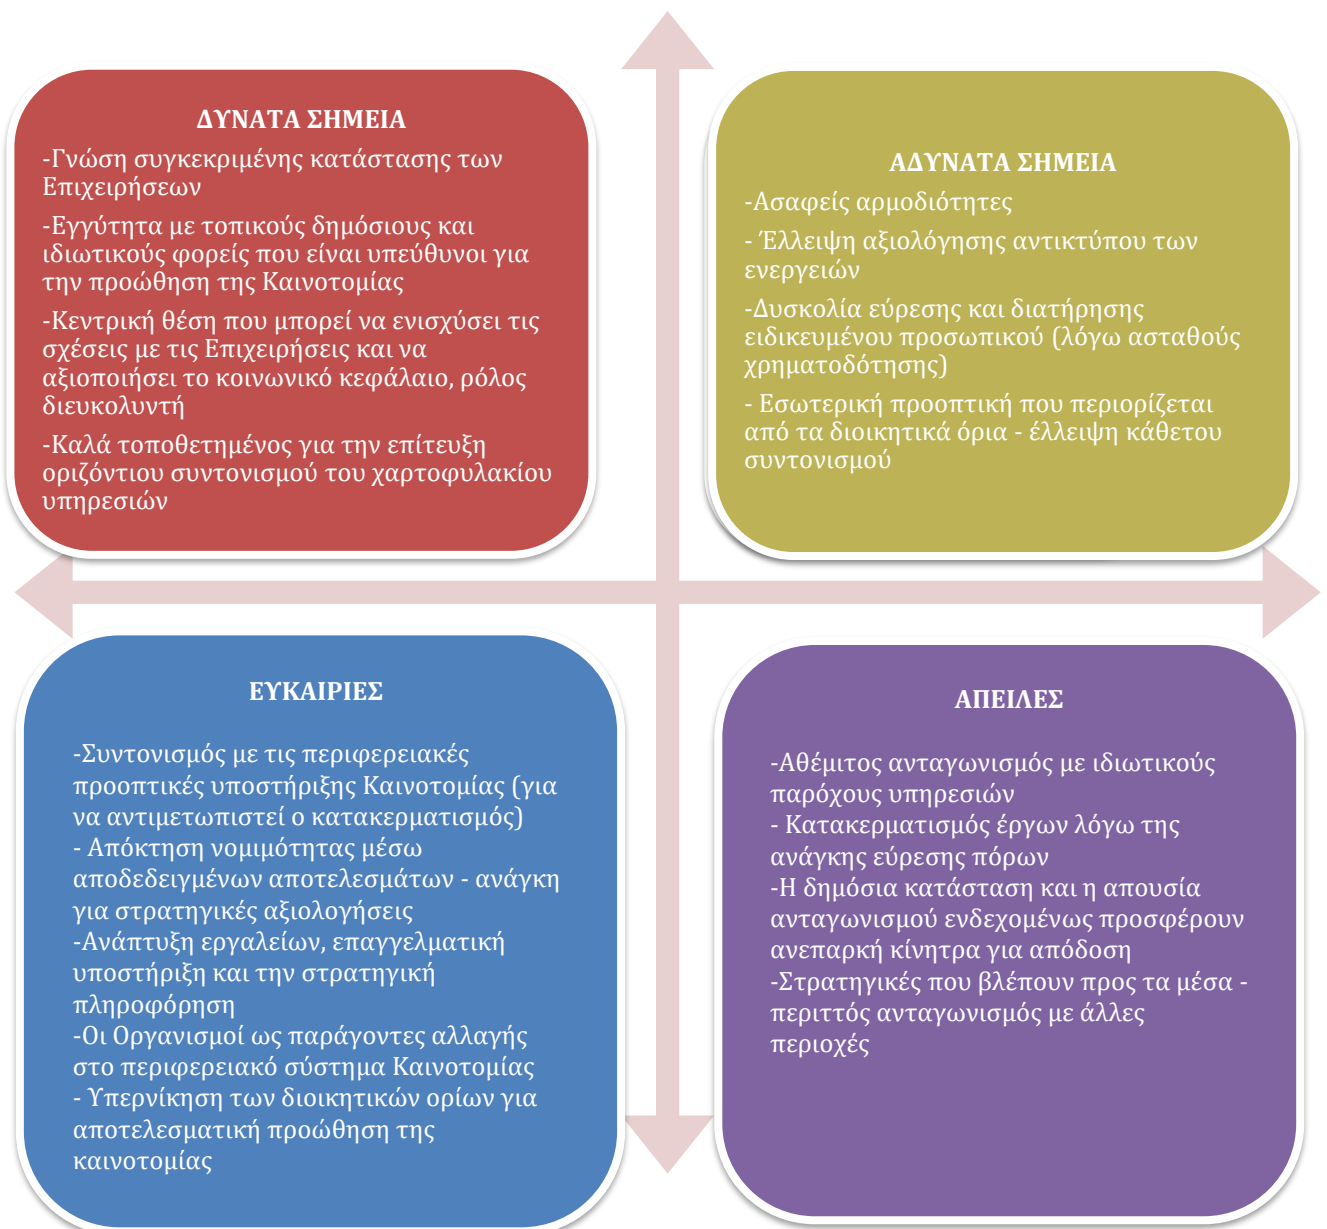 ΔΥΝΑΤΑ ΣΗΜΕΙΑ
-Γνώση συγκεκριμένης κατάστασης των
Επιχειρήσεων
-Εγγύτητα με τοπικούς δημόσιους και
ιδιωτικούς φορείς που είναι υπεύθυνοι για
την προώθηση της Καινοτομίας
-Κεντρική θέση που μπορεί να ενισχύσει τις
σχέσεις με τις Επιχειρήσεις και να
αξιοποιήσει το κοινωνικό κεφάλαιο, ρόλος
διευκολυντή
-Καλά τοποθετημένος για την επίτευξη
οριζόντιου συντονισμού του χαρτοφυλακίου
υπηρεσιών
ΑΔΥΝΑΤΑ ΣΗΜΕΙΑ
-Ασαφείς αρμοδιότητες
- Έλλειψη αξιολόγησης αντικτύπου των
ενεργειών
-Δυσκολία εύρεσης και διατήρησης
ειδικευμένου προσωπικού (λόγω ασταθούς
χρηματοδότησης)
- Εσωτερική προοπτική που περιορίζεται
από τα διοικητικά όρια - έλλειψη κάθετου
συντονισμού
ΕΥΚΑΙΡΙΕΣ
-Συντονισμός με τις περιφερειακές
προοπτικές υποστήριξης Καινοτομίας (για
να αντιμετωπιστεί ο κατακερματισμός)
- Απόκτηση νομιμότητας μέσω
αποδεδειγμένων αποτελεσμάτων - ανάγκη
για στρατηγικές αξιολογήσεις
-Ανάπτυξη εργαλείων, επαγγελματική
υποστήριξη και την στρατηγική
πληροφόρηση
-Οι Οργανισμοί ως παράγοντες αλλαγής
στο περιφερειακό σύστημα Καινοτομίας
- Υπερνίκηση των διοικητικών ορίων για
αποτελεσματική προώθηση της
καινοτομίας
ΑΠΕΙΛΕΣ
-Αθέμιτος ανταγωνισμός με ιδιωτικούς
παρόχους υπηρεσιών
- Κατακερματισμός έργων λόγω της
ανάγκης εύρεσης πόρων
-Η δημόσια κατάσταση και η απουσία
ανταγωνισμού ενδεχομένως προσφέρουν
ανεπαρκή κίνητρα για απόδοση
-Στρατηγικές που βλέπουν προς τα μέσα -
περιττός ανταγωνισμός με άλλες
περιοχές